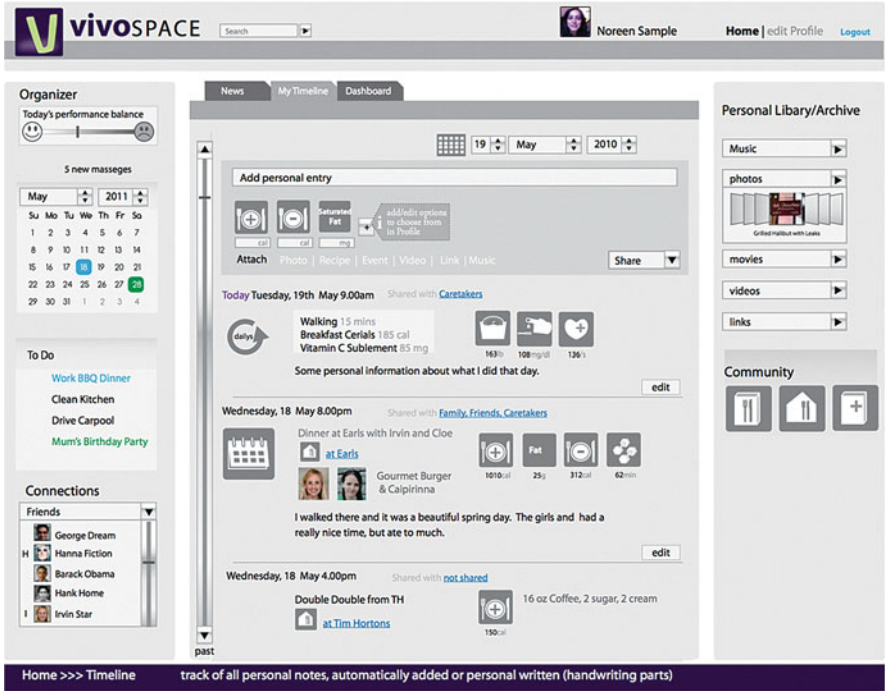 VIVOSPACE
Search
Noreen Sample
Home | edit Profile Logout
Organizer
Today's performance balance
5 new masseges
May 2011
Su Mo Tu We Th Fr Sa
1 2 3 4 5 6 7
8 9 10 11 12 13 14
15 16 17 18 19 20 21
22 23 24 25 26 27 28
29 30 31 1 2 3 4
To Do
Work BBQ Dinner
Clean Kitchen
Drive Carpool
Mum's Birthday Party
Connections
Friends
George Dream
H Hanna Fiction
Barack Obama
Hank Home
I Irvin Star
News My Timeline Dashboard
19 May 2010
Add personal entry
Saturated
Fat
cal cal mg
i add/edit options
to choose from
in Profile
Attach Photo | Recipe | Event | Video | Link | Music
Share
Today Tuesday, 19th May 9.00am Shared with Caretakers
dailys
Walking 15 mins
Breakfast Cerials 185 cal
Vitamin C Sublement 85 mg
163lb 108mg/dl 136/s
Some personal information about what I did that day.
edit
Wednesday, 18 May 8.00pm Shared with Family, Friends, Caretakers
Dinner at Earls with Irvin and Cloe
at Earls
Fat
1010cal 25g 312cal 62min
Gourmet Burger
& Caipirinna
I walked there and it was a beautiful spring day. The girls and had a
really nice time, but ate to much.
edit
Wednesday, 18 May 4.00pm Shared with not shared
Double Double from TH
at Tim Hortons
150cal
16 oz Coffee, 2 sugar, 2 cream
past
Personal Libary/Archive
Music
photos
Grilled Halibut with Leaks
movies
videos
links
Community
Home >>> Timeline track of all personal notes, automatically added or personal written (handwriting parts)